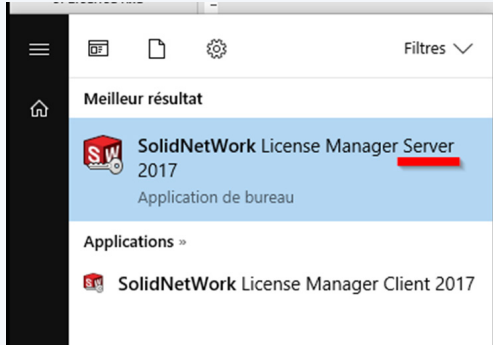 Filtres
Meilleur résultat
SolidNetWork License Manager Server
2017
Application de bureau
Applications »
SolidNetWork License Manager Client 2017